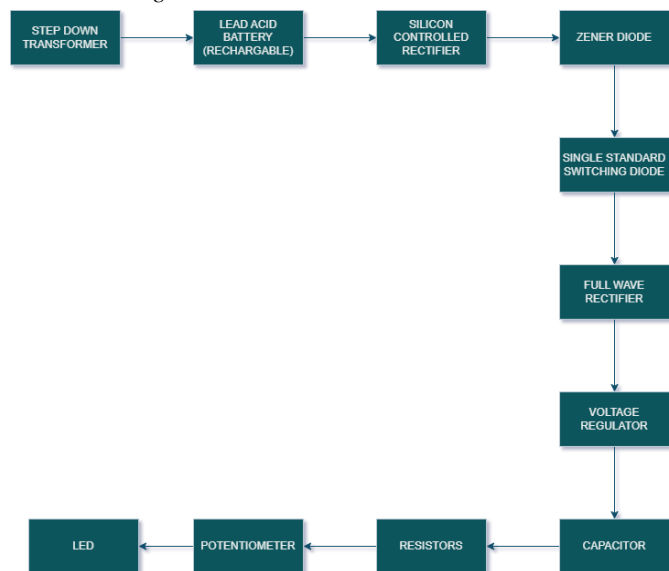 STEP DOWN
TRANSFORMER
LEAD ACID
BATTERY
(RECHARGABLE)
SILICON
CONTROLLED
RECTIFIER
ZENER DIODE
SINGLE STANDARD
SWITCHING DIODE
FULL WAVE
RECTIFIER
VOLTAGE
REGULATOR
CAPACITOR
RESISTORS
POTENTIOMETER
LED